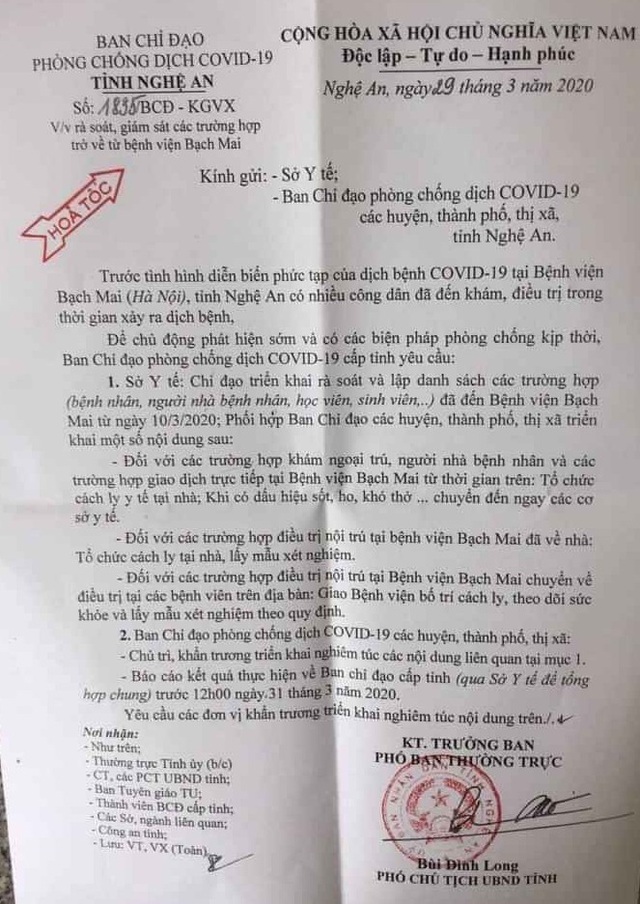 BAN CHỈ ĐẠO
PHÒNG CHỐNG DỊCH COVID-19
TỈNH NGHỆ AN
Số: 1835/BCĐ - KGVX
V/v rà soát, giám sát các trường hợp
trở về từ bệnh viện Bạch Mai
CỘNG HÒA XÃ HỘI CHỦ NGHĨA VIỆT NAM
Độc lập – Tự do – Hạnh phúc
Nghệ An, ngày 29 tháng 3 năm 2020
HOẢ TỐC
Kính gửi: - Sở Y tế;
- Ban Chỉ đạo phòng chống dịch COVID-19
các huyện, thành phố, thị xã,
tỉnh Nghệ An.
Trước tình hình diễn biến phức tạp của dịch bệnh COVID-19 tại Bệnh viện
Bạch Mai (Hà Nội), tỉnh Nghệ An có nhiều công dân đã đến khám, điều trị trong
thời gian xảy ra dịch bệnh,
Để chủ động phát hiện sớm và có các biện pháp phòng chống kịp thời,
Ban Chỉ đạo phòng chống dịch COVID-19 cấp tỉnh yêu cầu:
1. Sở Y tế: Chỉ đạo triển khai rà soát và lập danh sách các trường hợp
(bệnh nhân, người nhà bệnh nhân, học viên, sinh viên,..) đã đến Bệnh viện Bạch
Mai từ ngày 10/3/2020; Phối hợp Ban Chỉ đạo các huyện, thành phố, thị xã triển
khai một số nội dung sau:
- Đối với các trường hợp khám ngoại trú, người nhà bệnh nhân và các
trường hợp giao dịch trực tiếp tại Bệnh viện Bạch Mai từ thời gian trên: Tổ chức
cách ly y tế tại nhà; Khi có dấu hiệu sốt, ho, khó thở ... chuyển đến ngay các cơ
sở y tế.
- Đối với các trường hợp điều trị nội trú tại bệnh viện Bạch Mai đã về nhà:
Tổ chức cách ly tại nhà, lấy mẫu xét nghiệm.
- Đối với các trường hợp điều trị nội trú tại Bệnh viện Bạch Mai chuyển về
điều trị tại các bệnh viên trên địa bàn: Giao Bệnh viện bố trí cách ly, theo dõi sức
khỏe và lấy mẫu xét nghiệm theo quy định.
2. Ban Chỉ đạo phòng chống dịch COVID-19 các huyện, thành phố, thị xã:
- Chủ trì, khẩn trương triển khai nghiêm túc các nội dung liên quan tại mục 1.
- Báo cáo kết quả thực hiện về Ban chỉ đạo cấp tỉnh (qua Sở Y tế để tổng
hợp chung) trước 12h00 ngày 31 tháng 3 năm 2020.
Yêu cầu các đơn vị khẩn trương triển khai nghiêm túc nội dung trên./.
Nơi nhận:
- Như trên;
- Thường trực Tỉnh ủy (b/c)
- CT, các PCT UBND tỉnh;
- Ban Tuyên giáo TU;
- Thành viên BCĐ cấp tỉnh;
- Các Sở, ngành liên quan;
- Công an tỉnh;
- Lưu: VT, VX (Toàn)
KT. TRƯỞNG BAN
PHÓ BAN THƯỜNG TRỰC
ỦY BAN NHÂN DÂN TỈNH NGHỆ AN
Bùi Đình Long
PHÓ CHỦ TỊCH UBND TỈNH